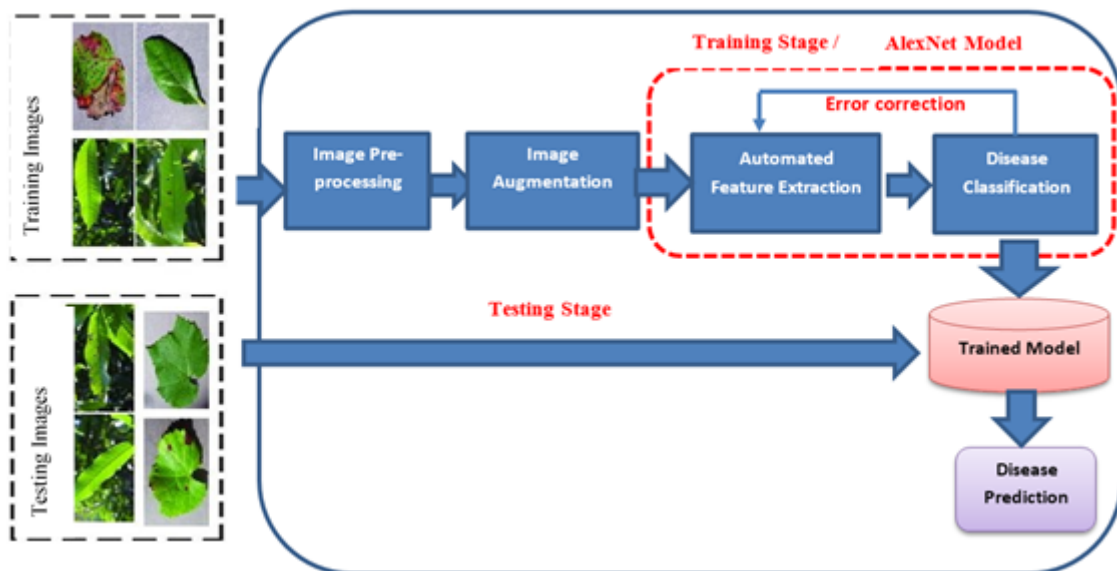 Training Stage /
AlexNet Model
Error correction
Training Images
Image Pre-
processing
Image
Augmentation
Automated
Feature Extraction
Disease
Classification
Testing Stage
Testing Images
Trained Model
Disease
Prediction